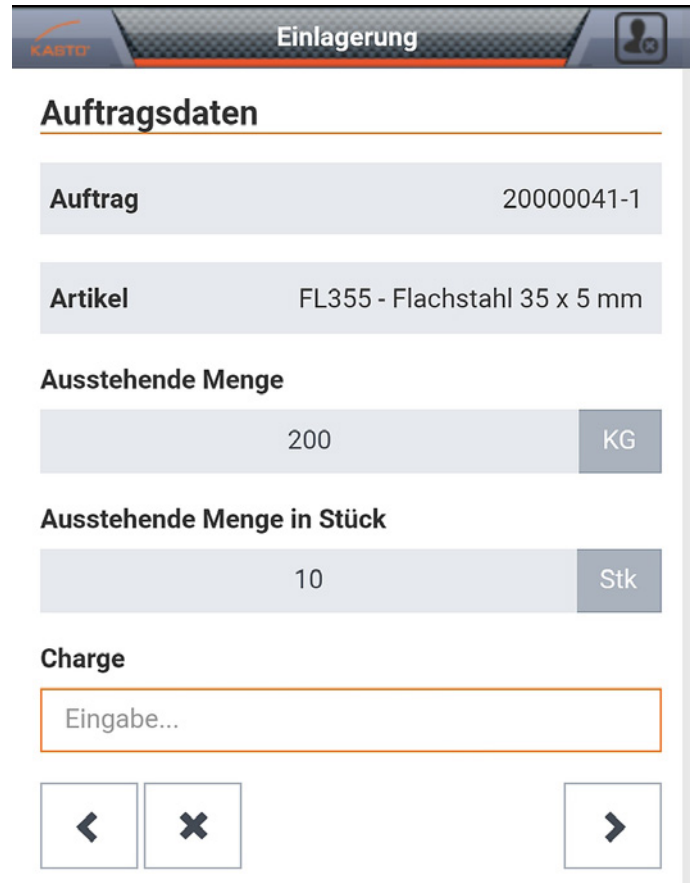 KASTO
Einlagerung
Auftragsdaten
Auftrag 20000041-1
Artikel FL355 - Flachstahl 35 x 5 mm
Ausstehende Menge
200 KG
Ausstehende Menge in Stück
10 Stk
Charge
Eingabe...